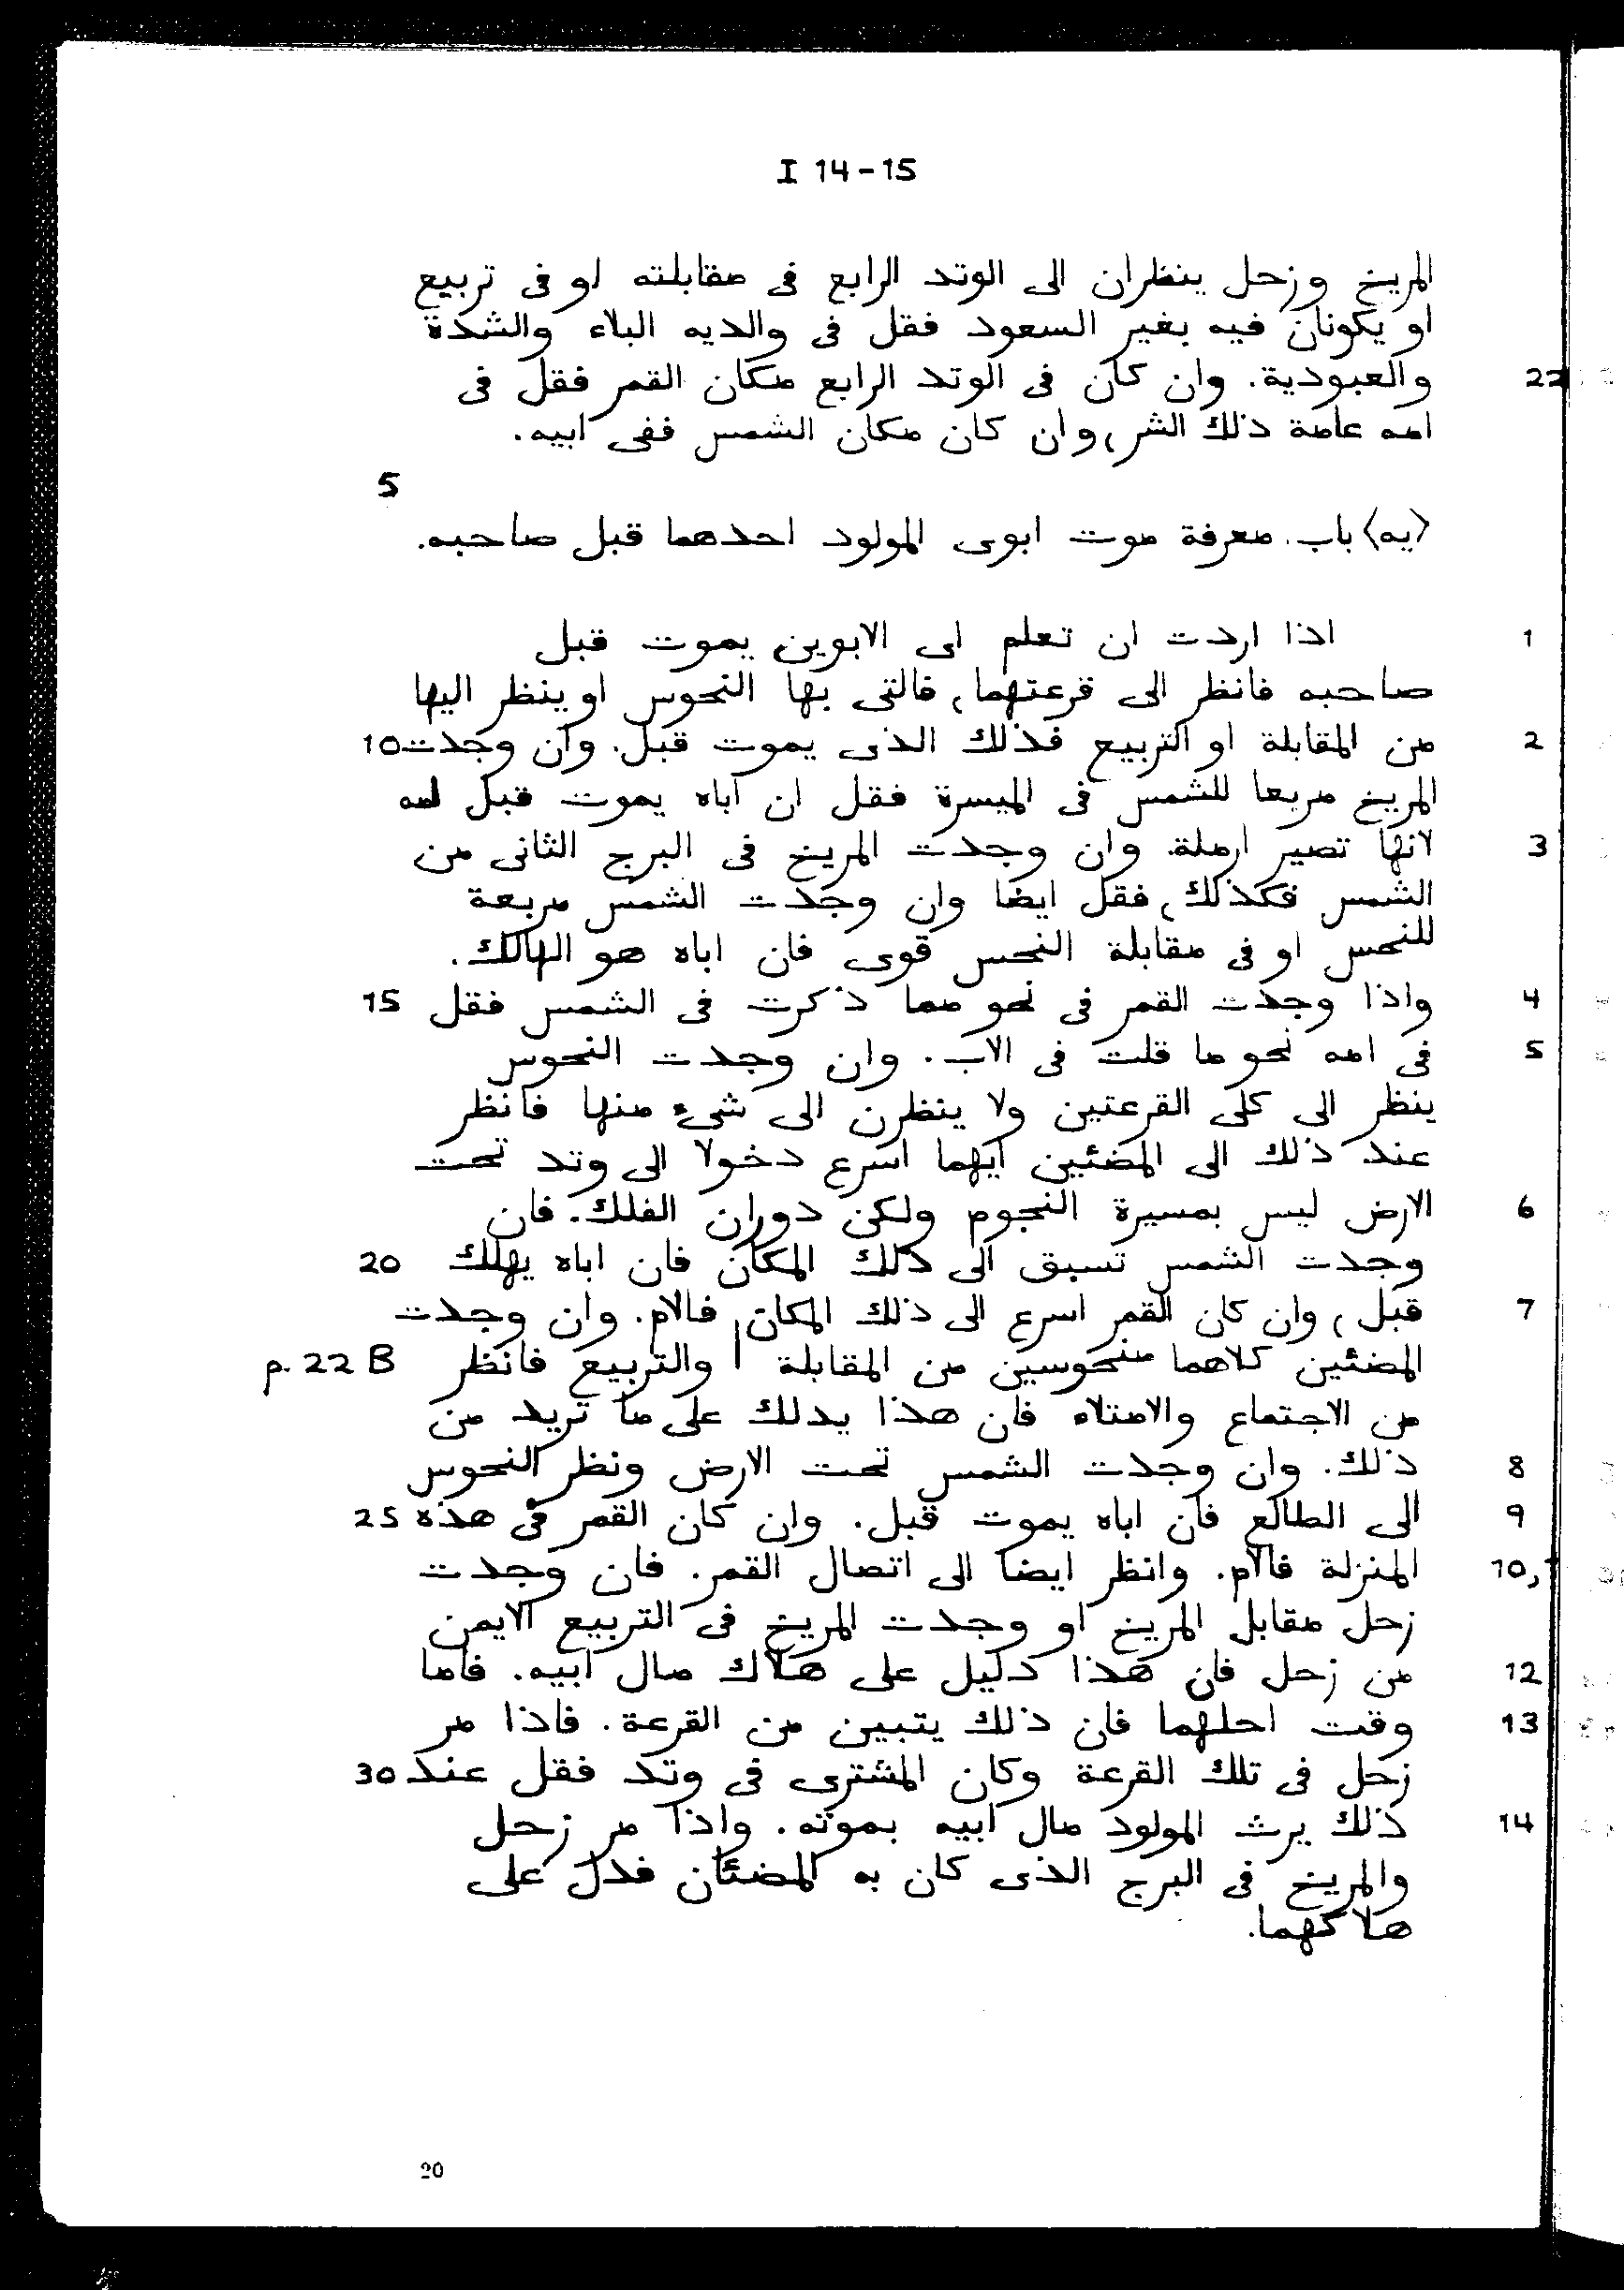 I 14-15
المريخ وزحل ينظران الى الوتد الرابع فى مقابلته او فى تربيع
او يكونان فيه بغير السعود فقل فى والديه البلاء والشدة
والعبودية. وان كان فى الوتد الرابع مكان القمر فقل فى 22
امه عامة ذلك الشر، وان كان مكان الشمس ففى ابيه.
5
〈يه〉 باب. معرفة موت ابوى المولود احدهما قبل صاحبه.
اذا اردت ان تعلم اى الابوين يموت قبل 1
صاحبه فانظر الى قرعتهما، فالتى بها النحوس او ينظر اليها
من المقابلة او التربيع فذلك الذى يموت قبل. وان وجدت 2 10
المريخ مربعا للشمس فى الميسرة فقل ان اباه يموت قبل امه
لانها تصير ارملة. وان وجدت المريخ فى البرج الثانى من 3
الشمس فكذلك، فقل ايضا وان وجدت الشمس مربعة
للنحس او فى مقابلة النحس قوى فان اباه هو الهالك.
واذا وجدت القمر فى نحو مما ذكرت فى الشمس فقل 4 15
فى امه نحو ما قلت فى الاب. وان وجدت النحوس 5
ينظر الى كلى القرعتين ولا ينظرن الى شىء منها فانظر
عند ذلك الى المضئين ايهما اسرع دخولا الى وتد تحت
الارض ليس بمسيرة النجوم ولكن دوران الفلك. فان 6
وجدت الشمس تسبق الى ذلك المكان فان اباه يهلك 20
قبل، وان كان القمر اسرع الى ذلك المكان فالام. وان وجدت 7
المضئين كلاهما منحوسين من المقابلة | والتربيع فانظر p. 22 B
من الاجتماع والامتلاء فان هذا يدلك على ما تريد من
ذلك. وان وجدت الشمس تحت الارض ونظر النحوس 8
الى الطالع فان اباه يموت قبل. وان كان القمر فى هذه 9 25
المنزلة فالام. وانظر ايضا الى اتصال القمر. فان وجدت 10,
زحل مقابل المريخ او وجدت المريخ فى التربيع الايمن
من زحل فان هذا دليل على هلاك مال ابيه. فاما 12
وقت احلهما فان ذلك يتبين من القرعة. فاذا مر 13
زحل فى تلك القرعة وكان المشترى فى وتد فقل عند 30
ذلك يرث المولود مال ابيه بموته. واذا مر زحل 14
والمريخ فى البرج الذى كان به المضئان فدل على
هلاكهما.
20